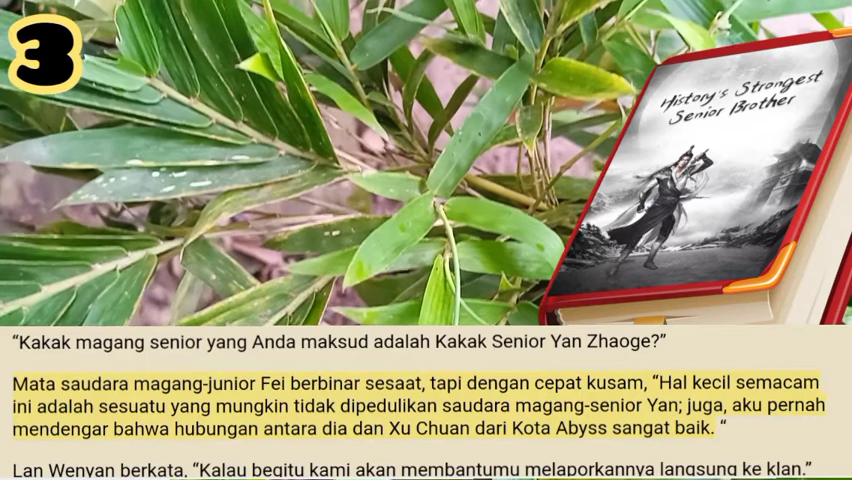 3
History's Strongest
Senior Brother
“Kakak magang senior yang Anda maksud adalah Kakak Senior Yan Zhaoge?”
Mata saudara magang-junior Fei berbinar sesaat, tapi dengan cepat kusam, “Hal kecil semacam
ini adalah sesuatu yang mungkin tidak dipedulikan saudara magang-senior Yan; juga, aku pernah
mendengar bahwa hubungan antara dia dan Xu Chuan dari Kota Abyss sangat baik. “
Lan Wenyan berkata, “Kalau begitu kami akan membantumu melaporkannya langsung ke klan.”